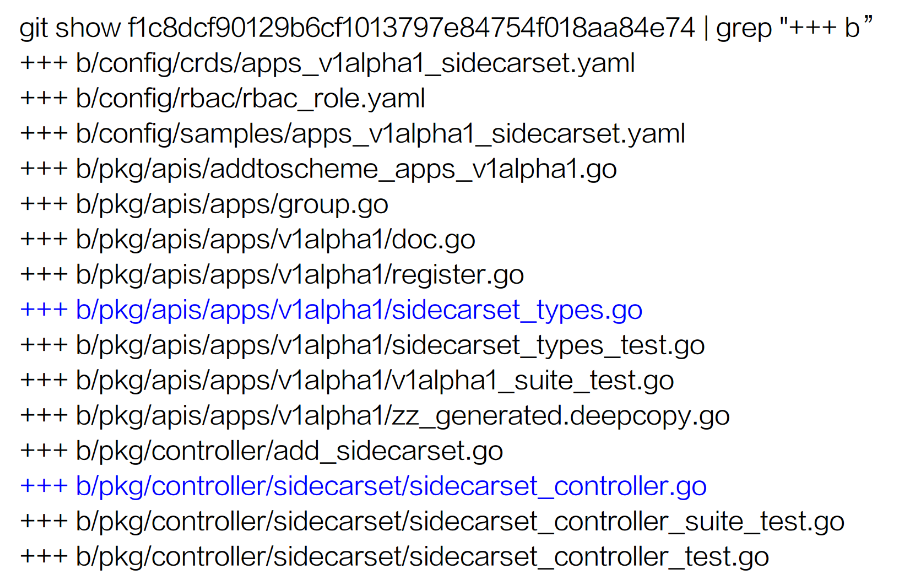 git show f1c8dcf90129b6cf1013797e84754f018aa84e74 | grep "+++ b”
+++ b/config/crds/apps_v1alpha1_sidecarset.yaml
+++ b/config/rbac/rbac_role.yaml
+++ b/config/samples/apps_v1alpha1_sidecarset.yaml
+++ b/pkg/apis/addtoscheme_apps_v1alpha1.go
+++ b/pkg/apis/apps/group.go
+++ b/pkg/apis/apps/v1alpha1/doc.go
+++ b/pkg/apis/apps/v1alpha1/register.go
+++ b/pkg/apis/apps/v1alpha1/sidecarset_types.go
+++ b/pkg/apis/apps/v1alpha1/sidecarset_types_test.go
+++ b/pkg/apis/apps/v1alpha1/v1alpha1_suite_test.go
+++ b/pkg/apis/apps/v1alpha1/zz_generated.deepcopy.go
+++ b/pkg/controller/add_sidecarset.go
+++ b/pkg/controller/sidecarset/sidecarset_controller.go
+++ b/pkg/controller/sidecarset/sidecarset_controller_suite_test.go
+++ b/pkg/controller/sidecarset/sidecarset_controller_test.go